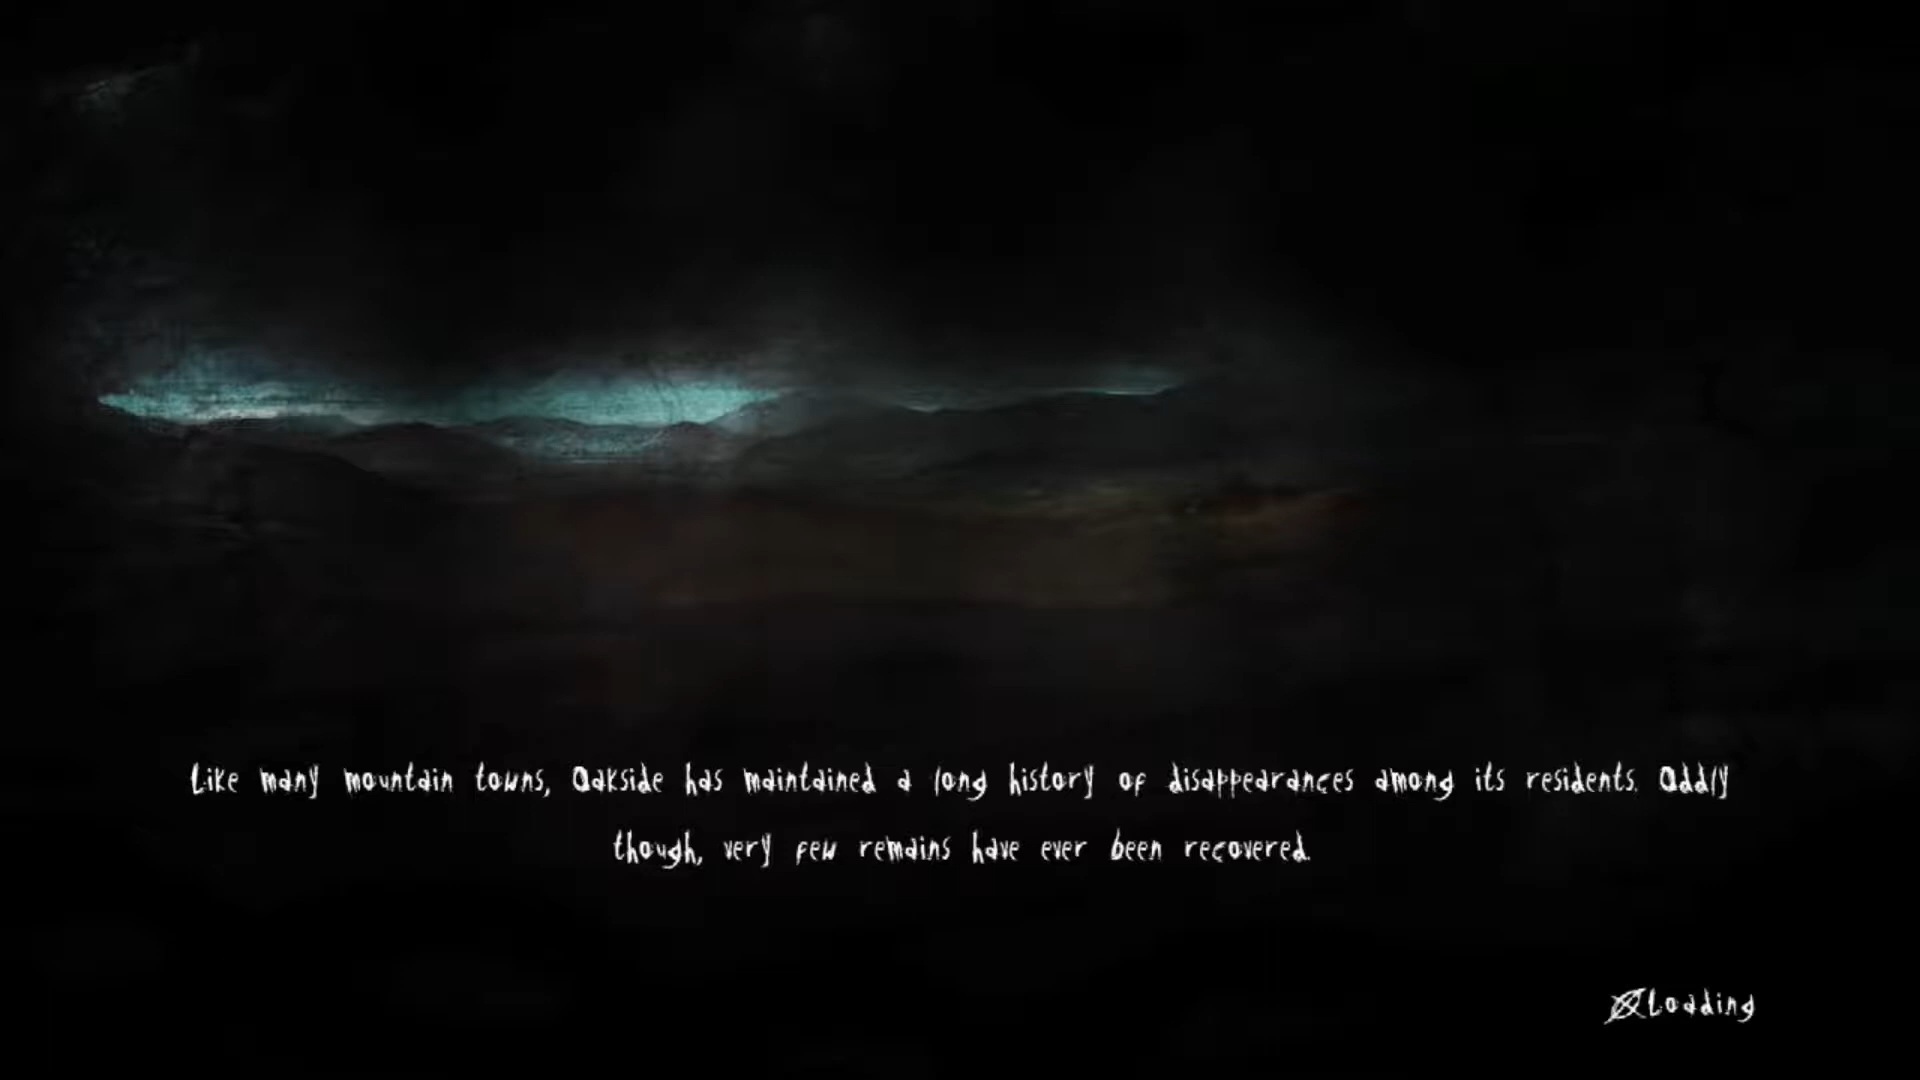 Like many mountain towns, Oakside has maintained a long history of disappearances among its residents. Oddly
though, very few remains have ever been recovered.
Loading